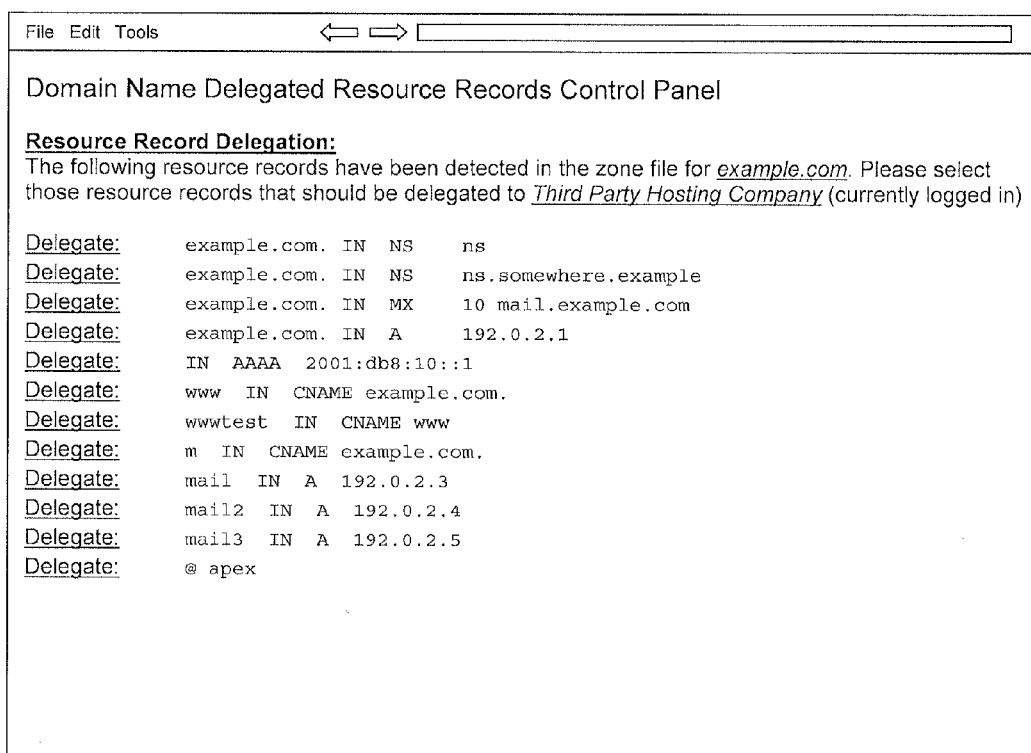 File Edit Tools
Domain Name Delegated Resource Records Control Panel
Resource Record Delegation:
The following resource records have been detected in the zone file for example.com. Please select
those resource records that should be delegated to Third Party Hosting Company (currently logged in)
Delegate: example.com. IN NS ns
Delegate: example.com. IN NS ns.somewhere.example
Delegate: example.com. IN MX 10 mail.example.com
Delegate: example.com. IN A 192.0.2.1
Delegate: IN AAAA 2001:db8:10::1
Delegate: www IN CNAME example.com.
Delegate: wwwtest IN CNAME www
Delegate: m IN CNAME example.com.
Delegate: mail IN A 192.0.2.3
Delegate: mail2 IN A 192.0.2.4
Delegate: mail3 IN A 192.0.2.5
Delegate: @ apex